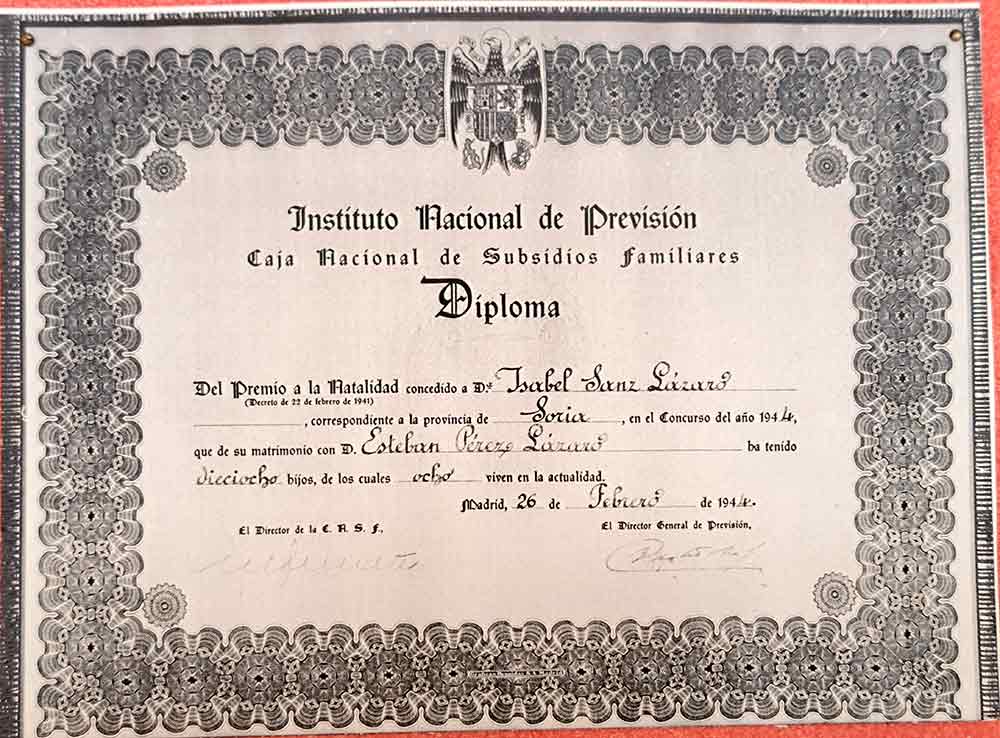 Instituto Nacional de Previsión
Caja Nacional de Subsidios Familiares
Diploma
Del Premio a la Natalidad concedido a D.ª Isabel Sanz Lázaro
(Decreto de 22 de febrero de 1941)
, correspondiente a la provincia de Soria, en el Concurso del año 1944,
que de su matrimonio con D. Esteban Pérez Lázaro ha tenido
dieciocho hijos, de los cuales ocho viven en la actualidad.
Madrid, 26 de Febrero de 1944.
El Director de la C. N. S. F., El Director General de Previsión,